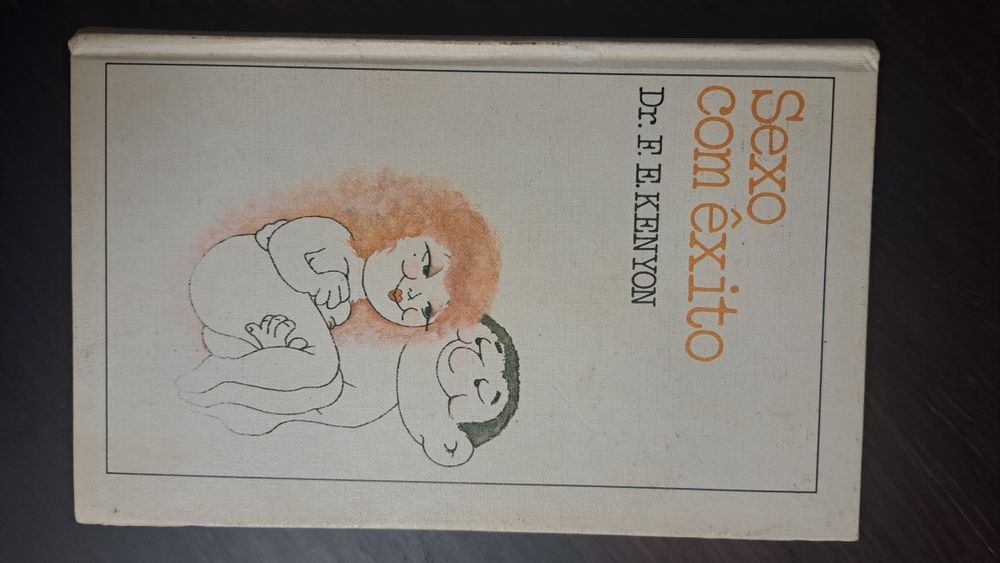 Sexo
com êxito
Dr. F. E. KENYON